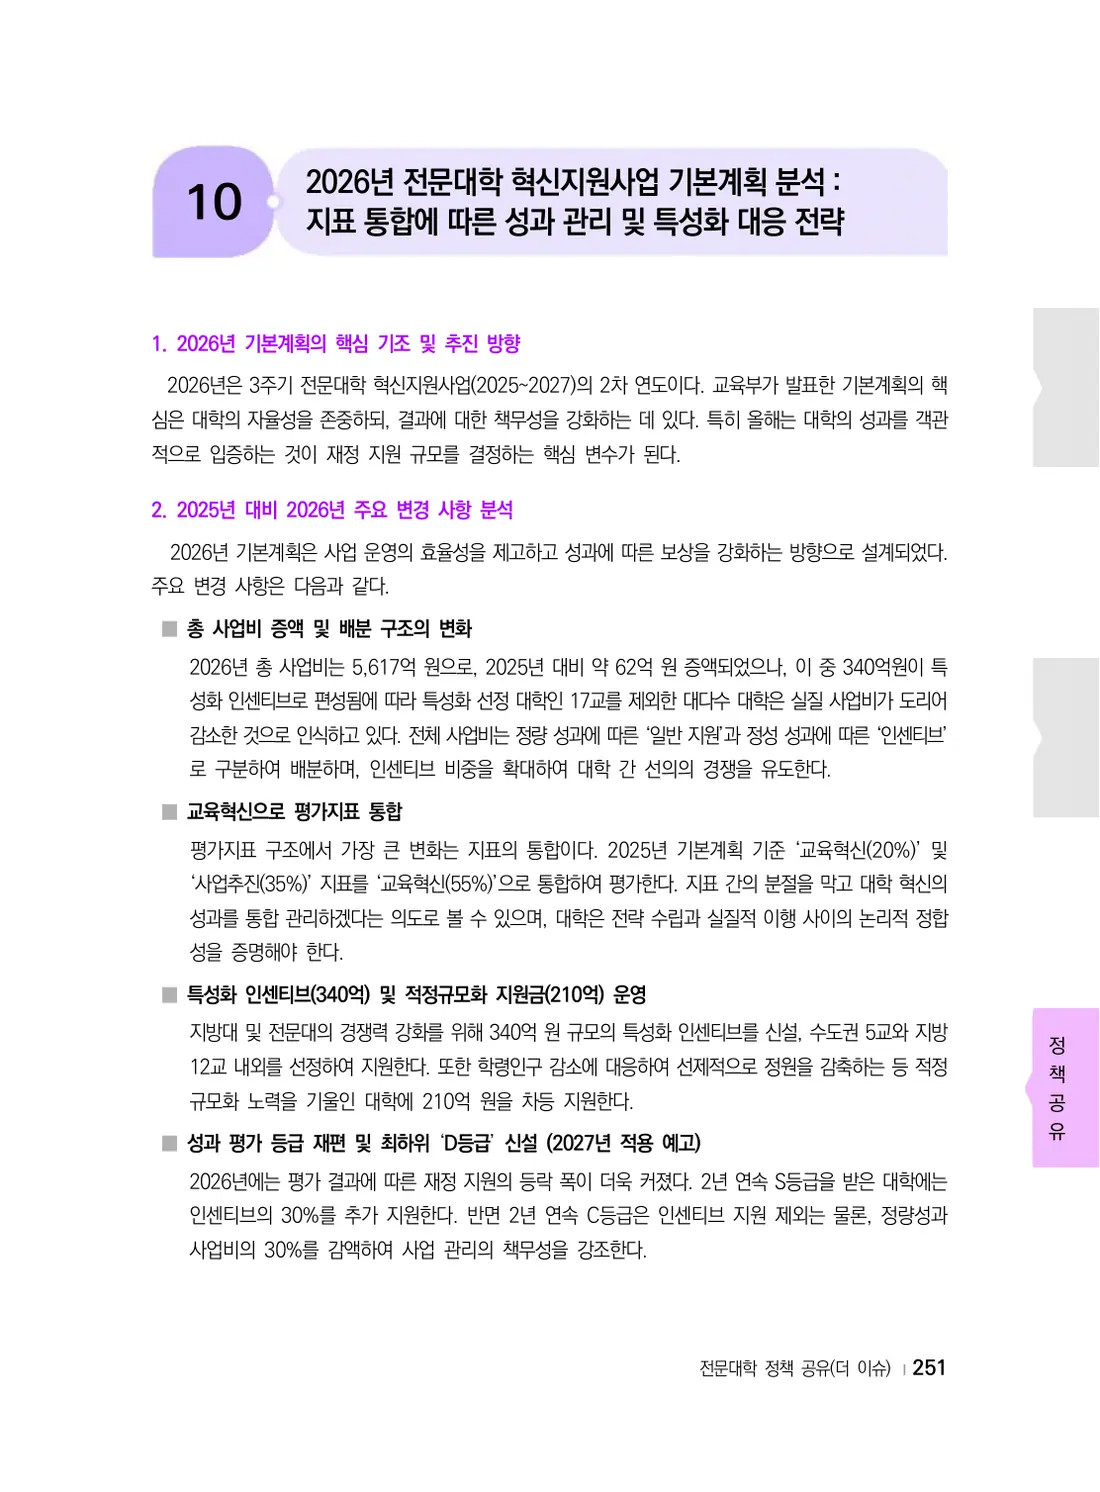 10
2026년 전문대학 혁신지원사업 기본계획 분석 :
지표 통합에 따른 성과 관리 및 특성화 대응 전략
1. 2026년 기본계획의 핵심 기조 및 추진 방향
2026년은 3주기 전문대학 혁신지원사업(2025~2027)의 2차 연도이다. 교육부가 발표한 기본계획의 핵
심은 대학의 자율성을 존중하되, 결과에 대한 책무성을 강화하는 데 있다. 특히 올해는 대학의 성과를 객관
적으로 입증하는 것이 재정 지원 규모를 결정하는 핵심 변수가 된다.
2. 2025년 대비 2026년 주요 변경 사항 분석
2026년 기본계획은 사업 운영의 효율성을 제고하고 성과에 따른 보상을 강화하는 방향으로 설계되었다.
주요 변경 사항은 다음과 같다.
■ 총 사업비 증액 및 배분 구조의 변화
2026년 총 사업비는 5,617억 원으로, 2025년 대비 약 62억 원 증액되었으나, 이 중 340억원이 특
성화 인센티브로 편성됨에 따라 특성화 선정 대학인 17교를 제외한 대다수 대학은 실질 사업비가 도리어
감소한 것으로 인식하고 있다. 전체 사업비는 정량 성과에 따른 ‘일반 지원’과 정성 성과에 따른 ‘인센티브’
로 구분하여 배분하며, 인센티브 비중을 확대하여 대학 간 선의의 경쟁을 유도한다.
■ 교육혁신으로 평가지표 통합
평가지표 구조에서 가장 큰 변화는 지표의 통합이다. 2025년 기본계획 기준 ‘교육혁신(20%)’ 및
‘사업추진(35%)’ 지표를 ‘교육혁신(55%)’으로 통합하여 평가한다. 지표 간의 분절을 막고 대학 혁신의
성과를 통합 관리하겠다는 의도로 볼 수 있으며, 대학은 전략 수립과 실질적 이행 사이의 논리적 정합
성을 증명해야 한다.
■ 특성화 인센티브(340억) 및 적정규모화 지원금(210억) 운영
지방대 및 전문대의 경쟁력 강화를 위해 340억 원 규모의 특성화 인센티브를 신설, 수도권 5교와 지방
12교 내외를 선정하여 지원한다. 또한 학령인구 감소에 대응하여 선제적으로 정원을 감축하는 등 적정
규모화 노력을 기울인 대학에 210억 원을 차등 지원한다.
■ 성과 평가 등급 재편 및 최하위 ‘D등급’ 신설 (2027년 적용 예고)
2026년에는 평가 결과에 따른 재정 지원의 등락 폭이 더욱 커졌다. 2년 연속 S등급을 받은 대학에는
인센티브의 30%를 추가 지원한다. 반면 2년 연속 C등급은 인센티브 지원 제외는 물론, 정량성과
사업비의 30%를 감액하여 사업 관리의 책무성을 강조한다.
정
책
공
유
전문대학 정책 공유(더 이슈) | 251